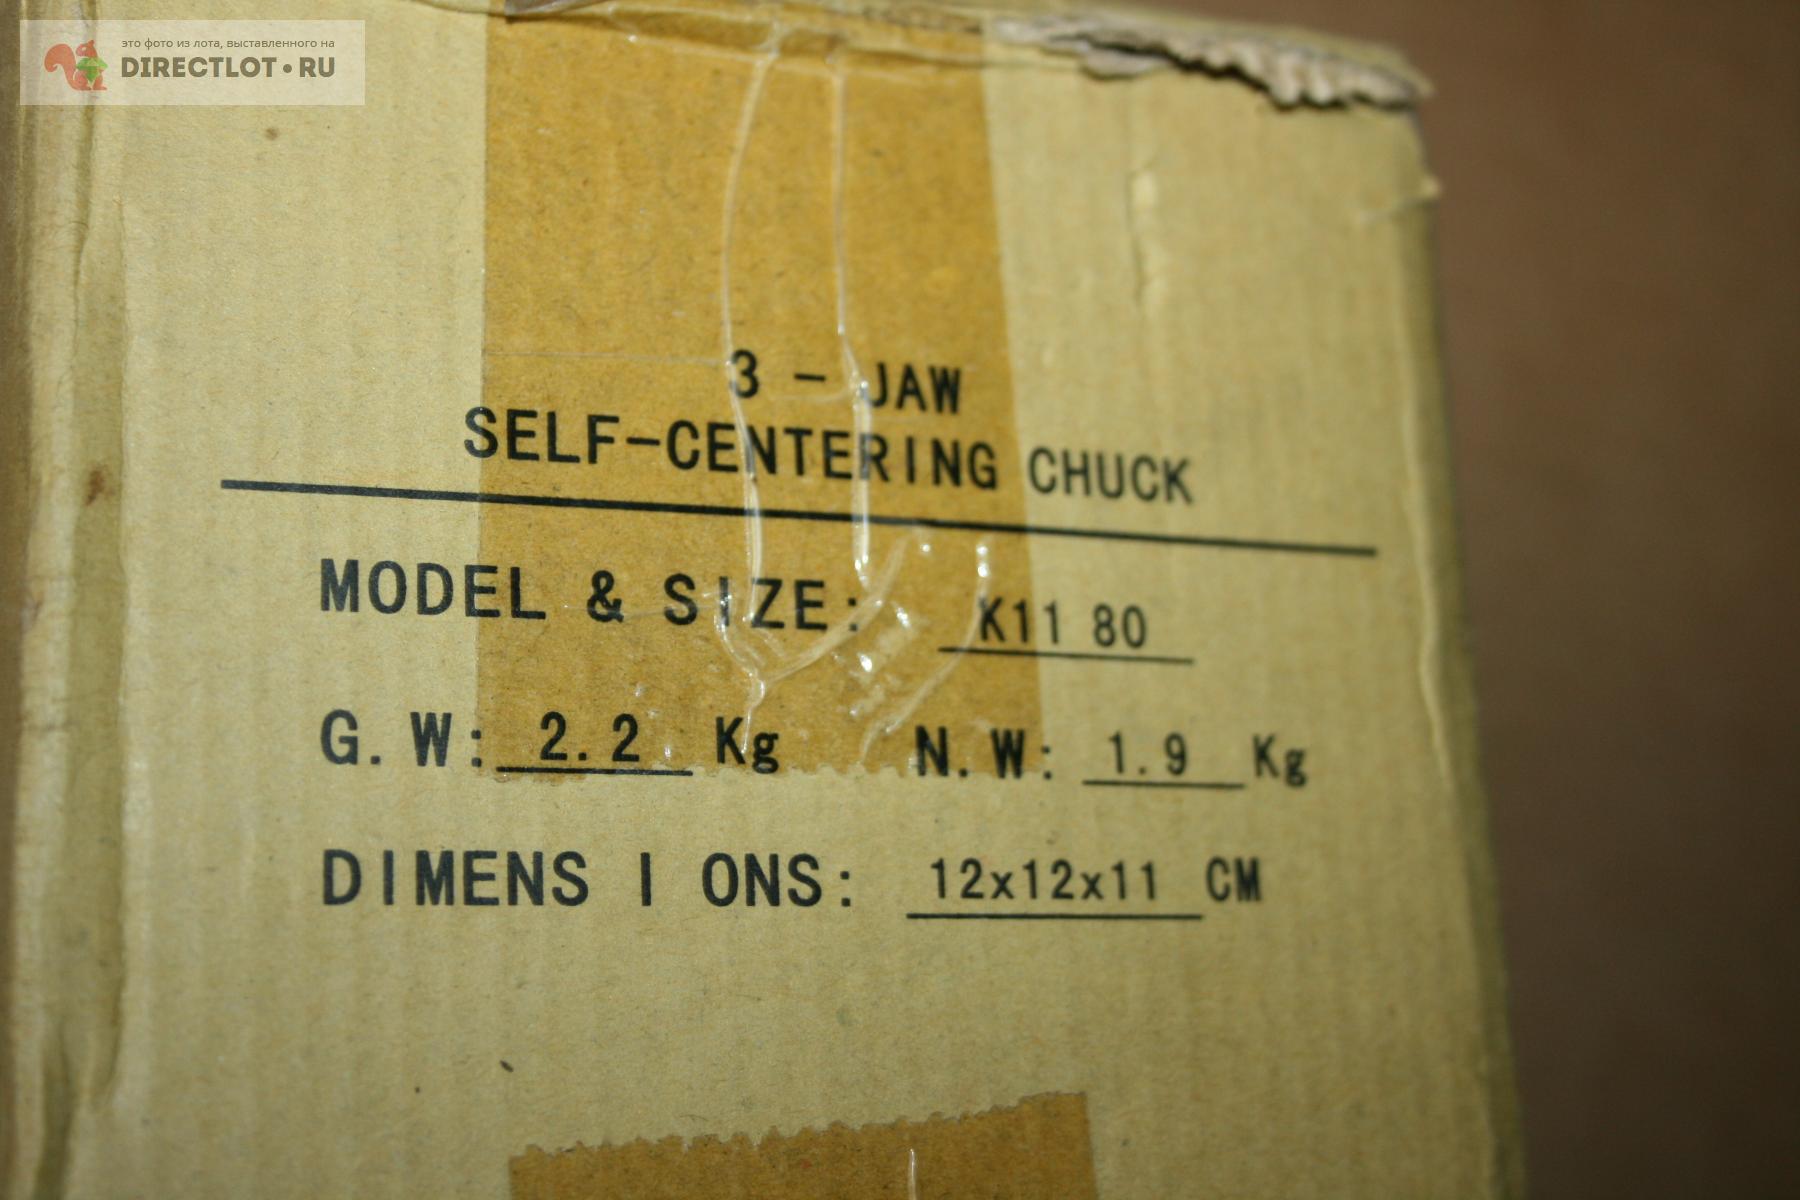 это фото из лота, выставленного на
DIRECTLOT•RU
3 - JAW
SELF-CENTERING CHUCK
MODEL & SIZE: K11 80
G.W: 2.2 Kg N.W: 1.9 Kg
DIMENS I ONS: 12x12x11 CM